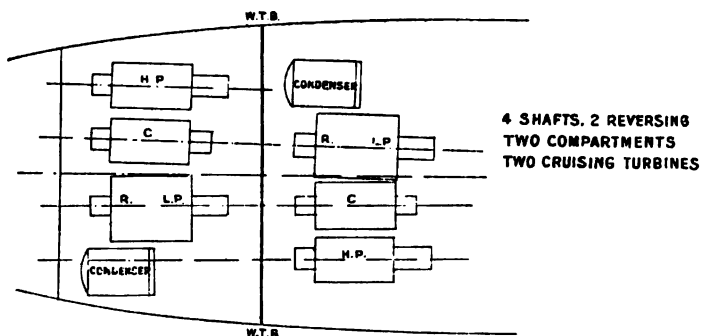 W.T.B.
H.P.
CONDENSER
C
R. L.P.
4 SHAFTS. 2 REVERSING
TWO COMPARTMENTS
TWO CRUISING TURBINES
R. L.P.
C
H.P.
CONDENSER
W.T.B.